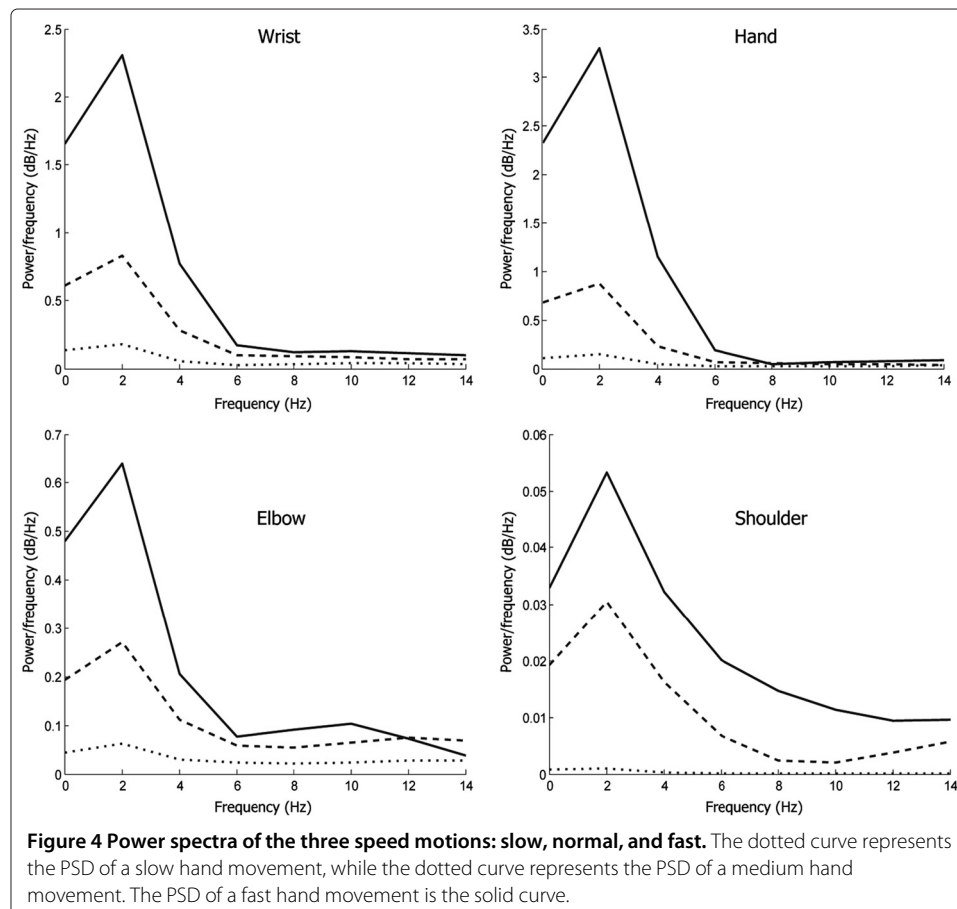 Wrist
2.5
2
1.5
1
0.5
0
0 2 4 6 8 10 12 14
Power/frequency (dB/Hz)
Frequency (Hz)
Hand
3.5
3
2.5
2
1.5
1
0.5
0
0 2 4 6 8 10 12 14
Power/frequency (dB/Hz)
Frequency (Hz)
Elbow
0.7
0.6
0.5
0.4
0.3
0.2
0.1
0
0 2 4 6 8 10 12 14
Power/frequency (dB/Hz)
Frequency (Hz)
Shoulder
0.06
0.05
0.04
0.03
0.02
0.01
0
0 2 4 6 8 10 12 14
Power/frequency (dB/Hz)
Frequency (Hz)
Figure 4 Power spectra of the three speed motions: slow, normal, and fast. The dotted curve represents
the PSD of a slow hand movement, while the dotted curve represents the PSD of a medium hand
movement. The PSD of a fast hand movement is the solid curve.